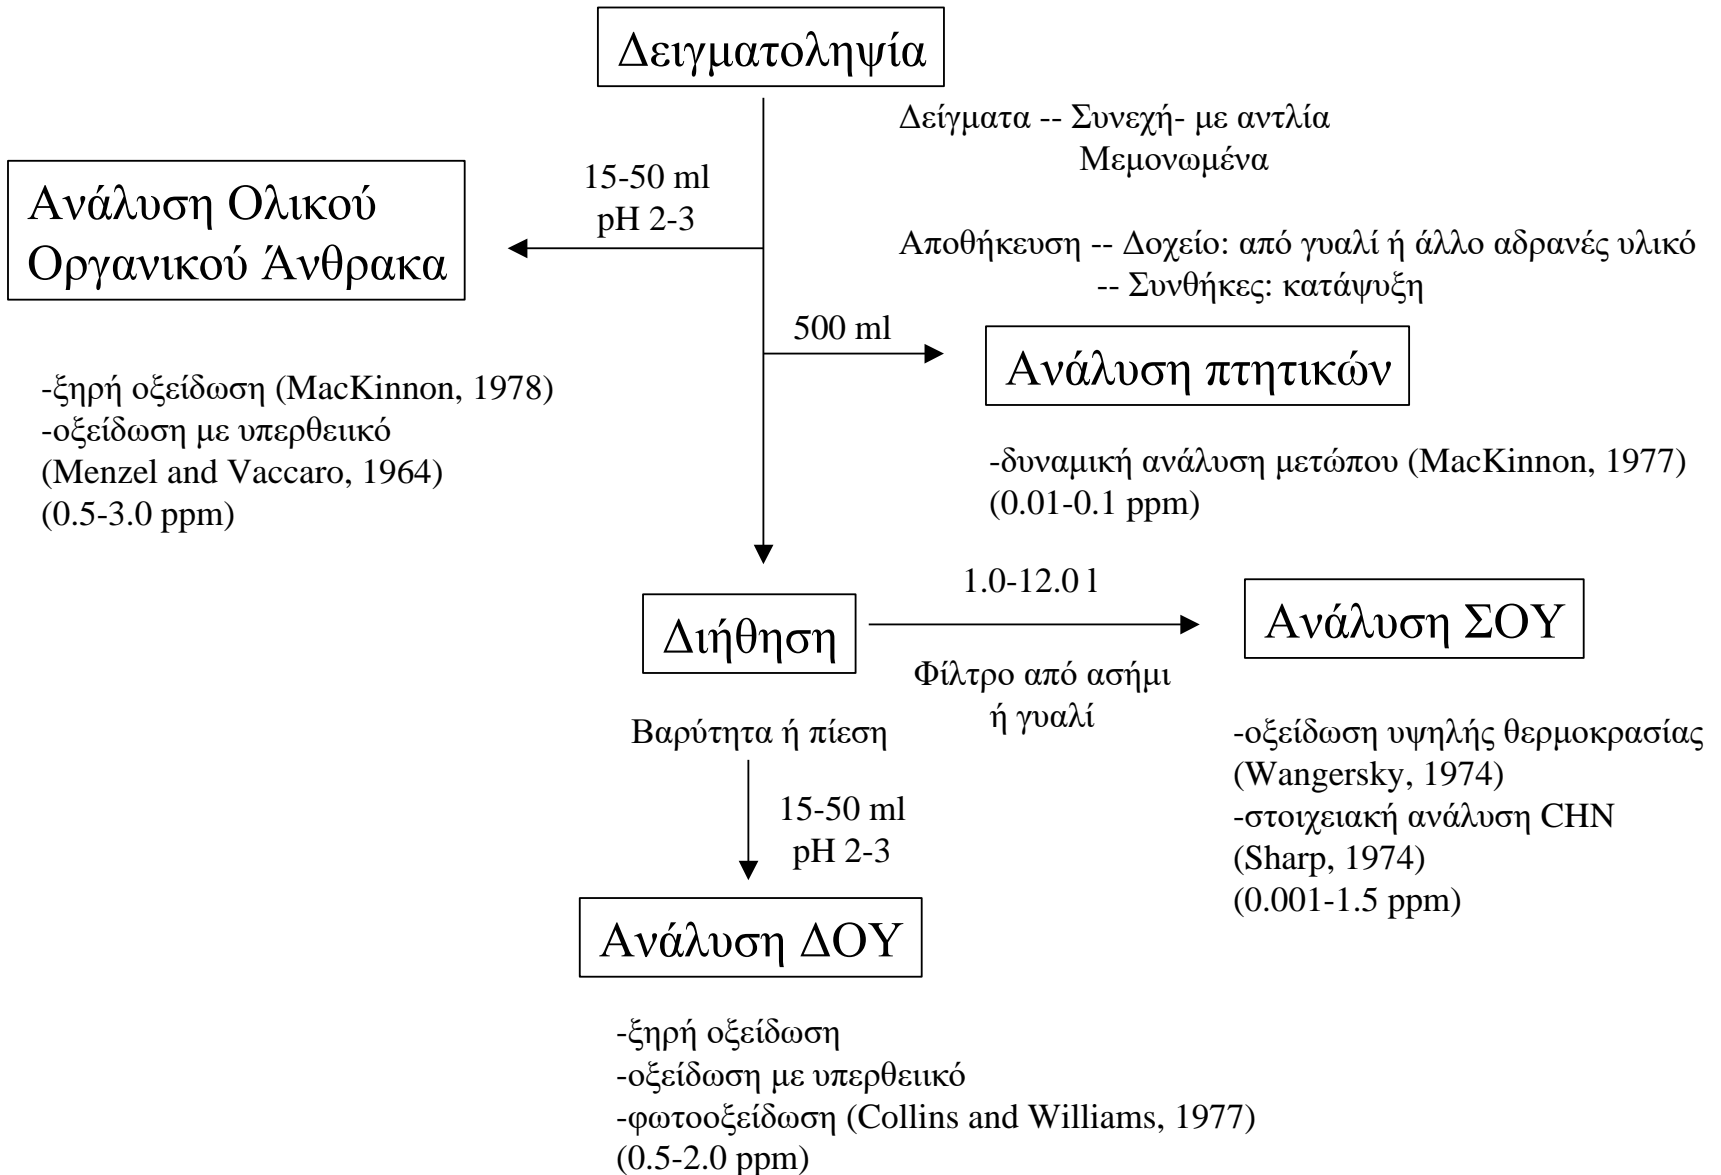 Δειγματοληψία
Δείγματα -- Συνεχή- με αντλία
Μεμονωμένα
15-50 ml
pH 2-3
Ανάλυση Ολικού
Οργανικού Άνθρακα
Αποθήκευση -- Δοχείο: από γυαλί ή άλλο αδρανές υλικό
-- Συνθήκες: κατάψυξη
500 ml
Ανάλυση πτητικών
-ξηρή οξείδωση (MacKinnon, 1978)
-οξείδωση με υπερθειικό
(Menzel and Vaccaro, 1964)
(0.5-3.0 ppm)
-δυναμική ανάλυση μετώπου (MacKinnon, 1977)
(0.01-0.1 ppm)
Διήθηση
1.0-12.0 l
Φίλτρο από ασήμι
ή γυαλί
Ανάλυση ΣΟΥ
-οξείδωση υψηλής θερμοκρασίας
(Wangersky, 1974)
-στοιχειακή ανάλυση CHN
(Sharp, 1974)
(0.001-1.5 ppm)
Βαρύτητα ή πίεση
15-50 ml
pH 2-3
Ανάλυση ΔΟΥ
-ξηρή οξείδωση
-οξείδωση με υπερθειικό
-φωτοοξείδωση (Collins and Williams, 1977)
(0.5-2.0 ppm)